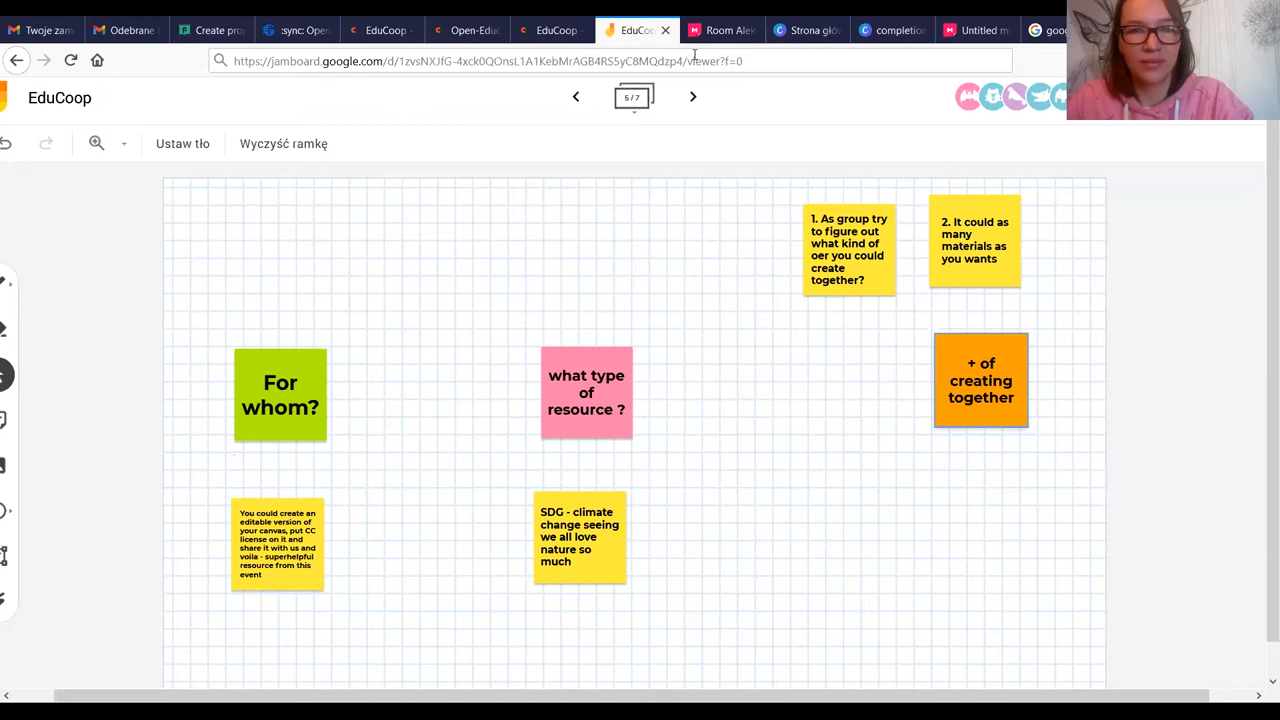 Twoje zam
Odebrane (
Create proj
:sync: Open
EduCoop -
Open-Educ
EduCoop -
EduCoo
Room Alek
Strona głów
completion
Untitled mu
goog
https://jamboard.google.com/d/1zvsNXJfG-4xck0QOnsL1A1KebMrAGB4RS5yC8MQdzp4/viewer?f=0
EduCoop
5 / 7
Ustaw tło
Wyczyść ramkę
1. As group try
to figure out
what kind of
oer you could
create
together?
2. It could as
many
materials as
you wants
For
whom?
what type
of
resource ?
+ of
creating
together
You could create an
editable version of
your canvas, put CC
license on it and
share it with us and
voila - superhelpful
resource from this
event
SDG - climate
change seeing
we all love
nature so
much